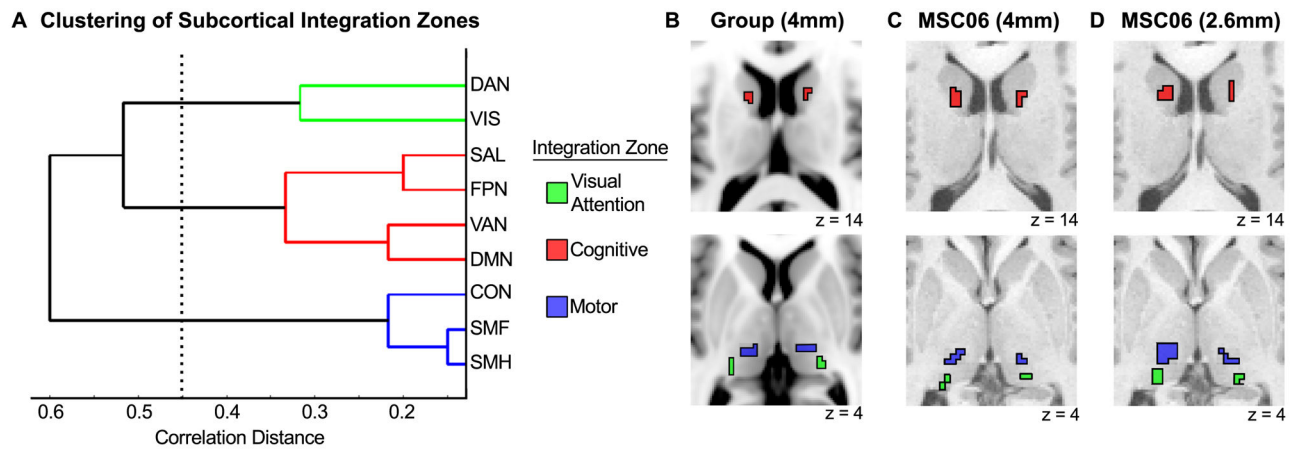 A Clustering of Subcortical Integration Zones
DAN
VIS
SAL
FPN
VAN
DMN
CON
SMF
SMH
0.6 0.5 0.4 0.3 0.2
Correlation Distance
Integration Zone
Visual
Attention
Cognitive
Motor
B Group (4mm)
z = 14
z = 4
C MSC06 (4mm)
z = 14
z = 4
D MSC06 (2.6mm)
z = 14
z = 4